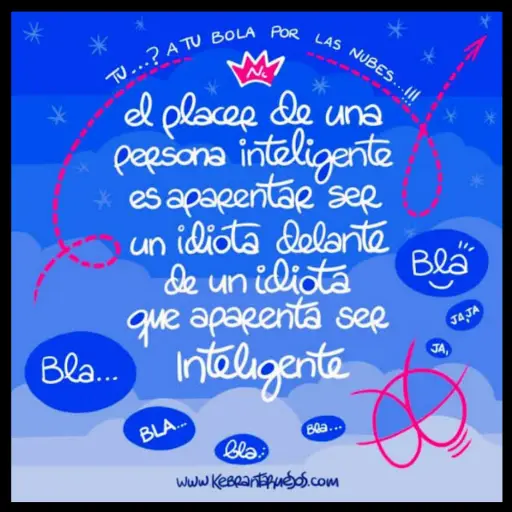 TU...? A TU BOLA POR LAS NUBES...!!!
NK
el placer de una
persona inteligente
es aparentar ser
un idiota delante
de un idiota
que aparenta ser
Inteligente
Bla
JA, JA
JA,
Bla...
BLA...
Bla..
Bla...
www.Kebrantahuesos.com